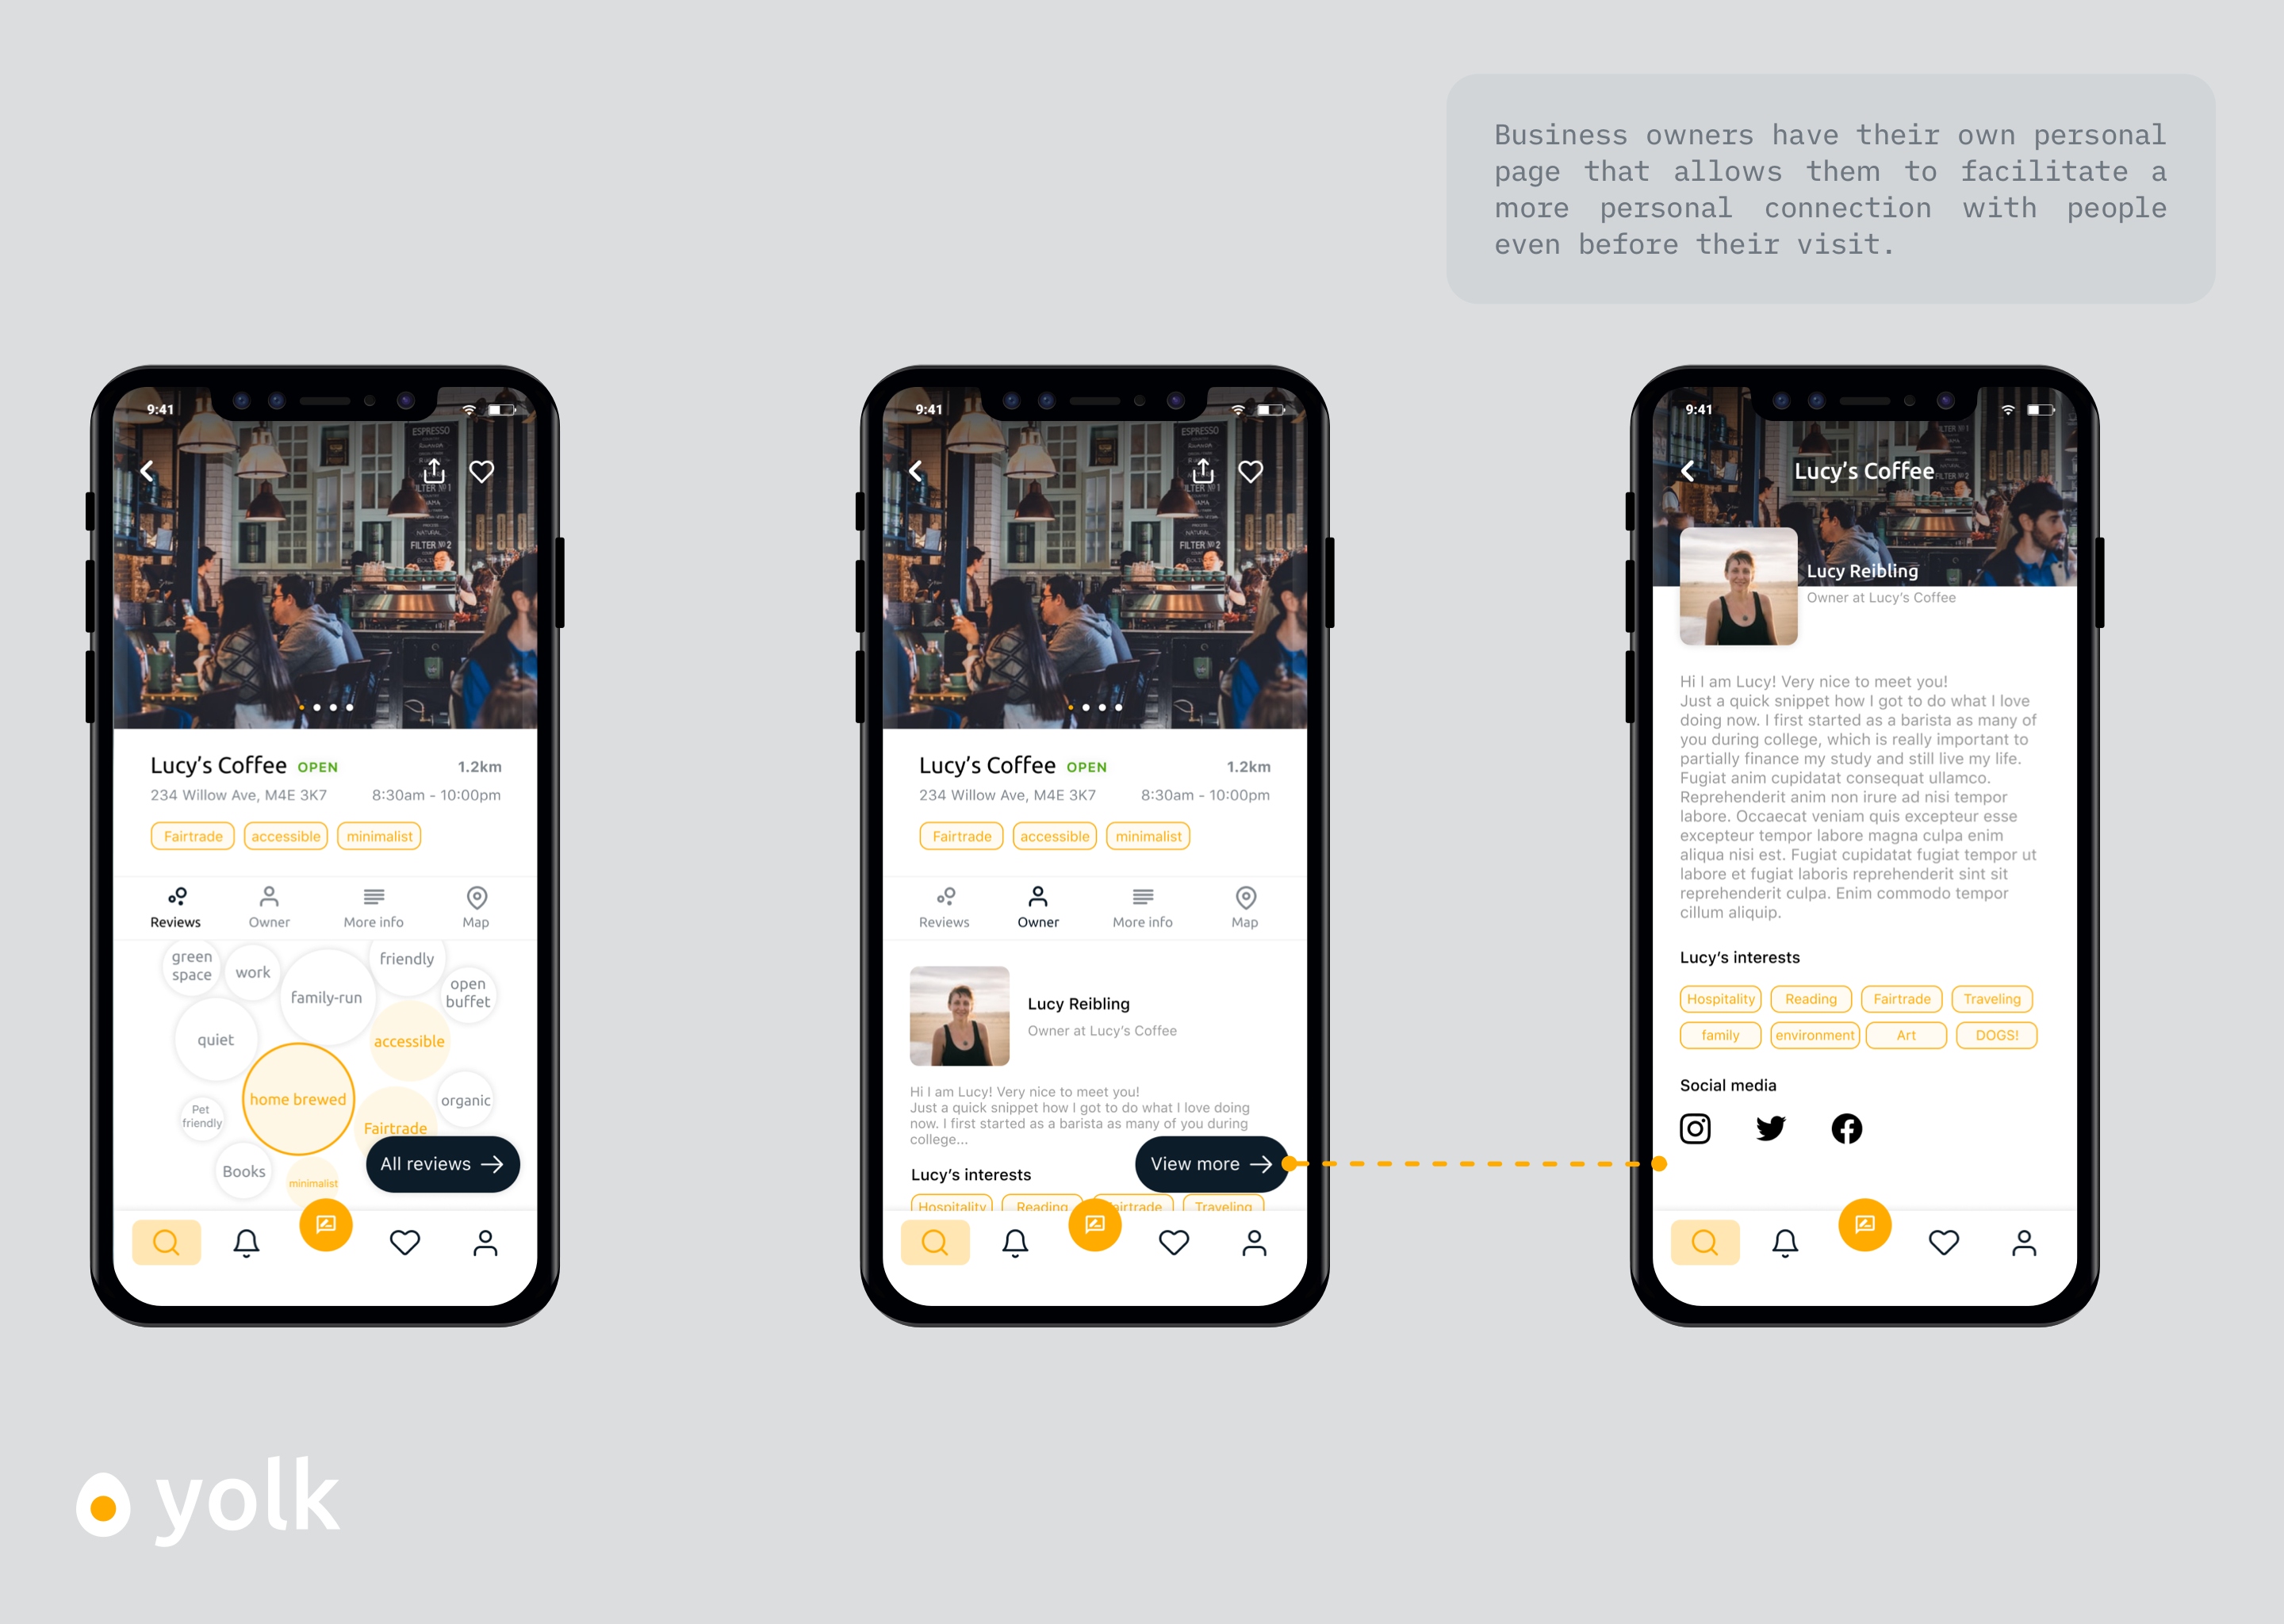 Business owners have their own personal
page that allows them to facilitate a
more personal connection with people
even before their visit.
9:41
ESPRESSO
FILTER Nº1
NATURAL
FILTER Nº2
Lucy's Coffee OPEN 1.2km
234 Willow Ave, M4E 3K7 8:30am - 10:00pm
Fairtrade accessible minimalist
Reviews Owner More info Map
green
space
work
family-run
friendly
open
buffet
quiet
accessible
home brewed
organic
Pet
friendly
Fairtrade
Books
minimalist
All reviews
9:41
ESPRESSO
FILTER Nº1
NATURAL
FILTER Nº2
Lucy's Coffee OPEN 1.2km
234 Willow Ave, M4E 3K7 8:30am - 10:00pm
Fairtrade accessible minimalist
Reviews Owner More info Map
Lucy Reibling
Owner at Lucy's Coffee
Hi I am Lucy! Very nice to meet you!
Just a quick snippet how I got to do what I love doing
now. I first started as a barista as many of you during
college...
View more
Lucy's interests
Hospitality Reading Fairtrade Traveling
9:41
Lucy's Coffee
Lucy Reibling
Owner at Lucy's Coffee
Hi I am Lucy! Very nice to meet you!
Just a quick snippet how I got to do what I love
doing now. I first started as a barista as many of
you during college, which is really important to
partially finance my study and still live my life.
Fugiat anim cupidatat consequat ullamco.
Reprehenderit anim non irure ad nisi tempor
labore. Occaecat veniam quis excepteur esse
excepteur tempor labore magna culpa enim
aliqua nisi est. Fugiat cupidatat fugiat tempor ut
labore et fugiat laboris reprehenderit sint sit
reprehenderit culpa. Enim commodo tempor
cillum aliquip.
Lucy's interests
Hospitality Reading Fairtrade Traveling
family environment Art DOGS!
Social media
yolk